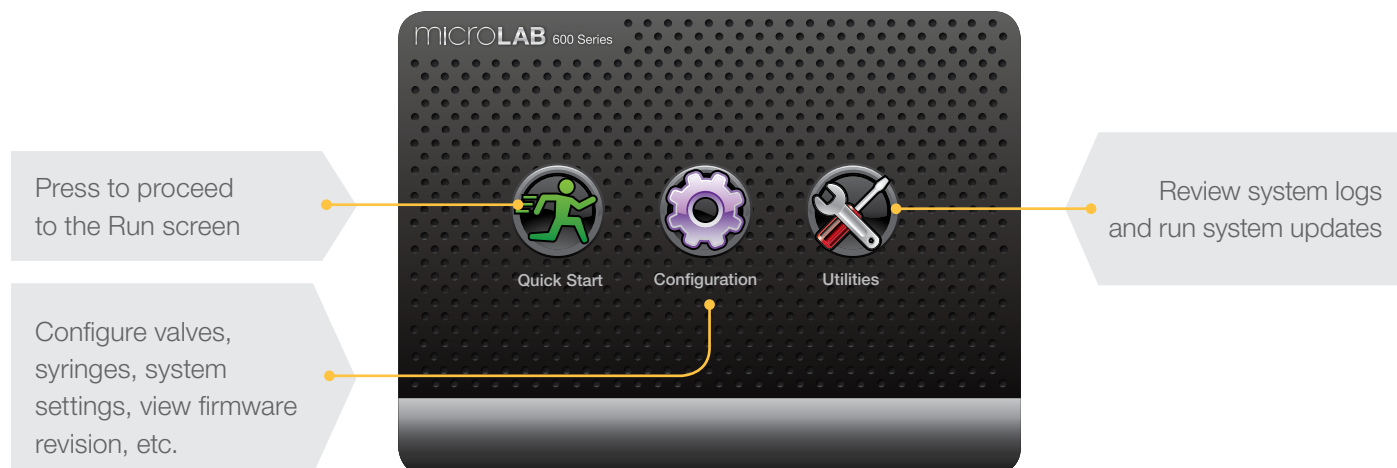 microLAB 600 Series
Press to proceed
to the Run screen
Review system logs
and run system updates
Quick Start
Configuration
Utilities
Configure valves,
syringes, system
settings, view firmware
revision, etc.